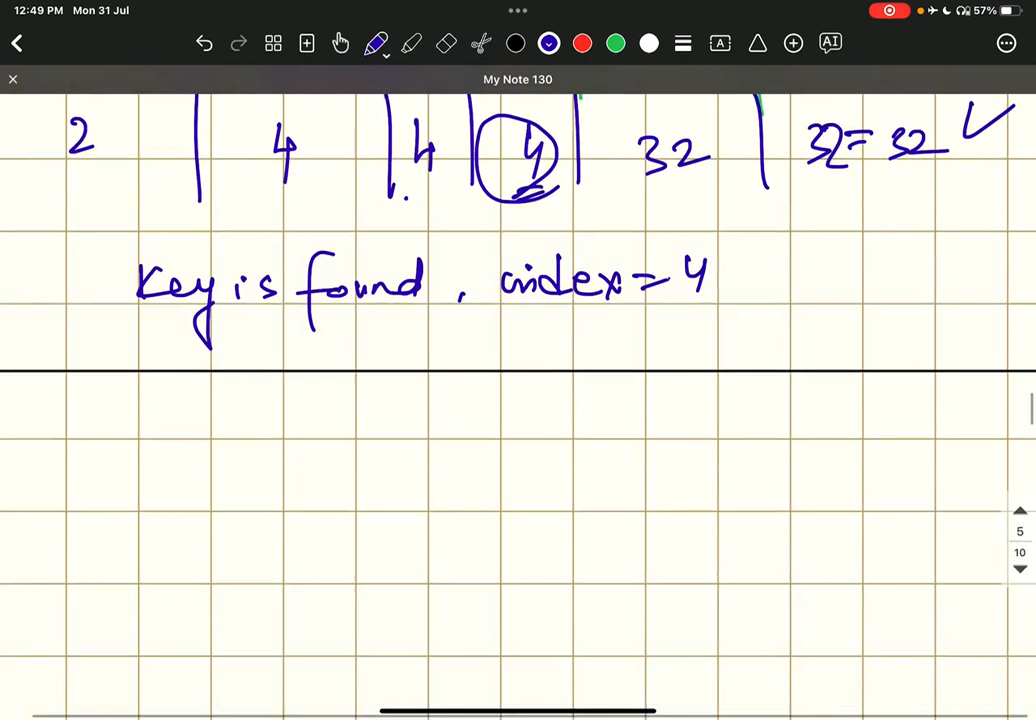 12:49 PM Mon 31 Jul 57%
A AI
My Note 130
2 4 4 4 32 32 = 32 ✓
Key is found, index = 4
5
10